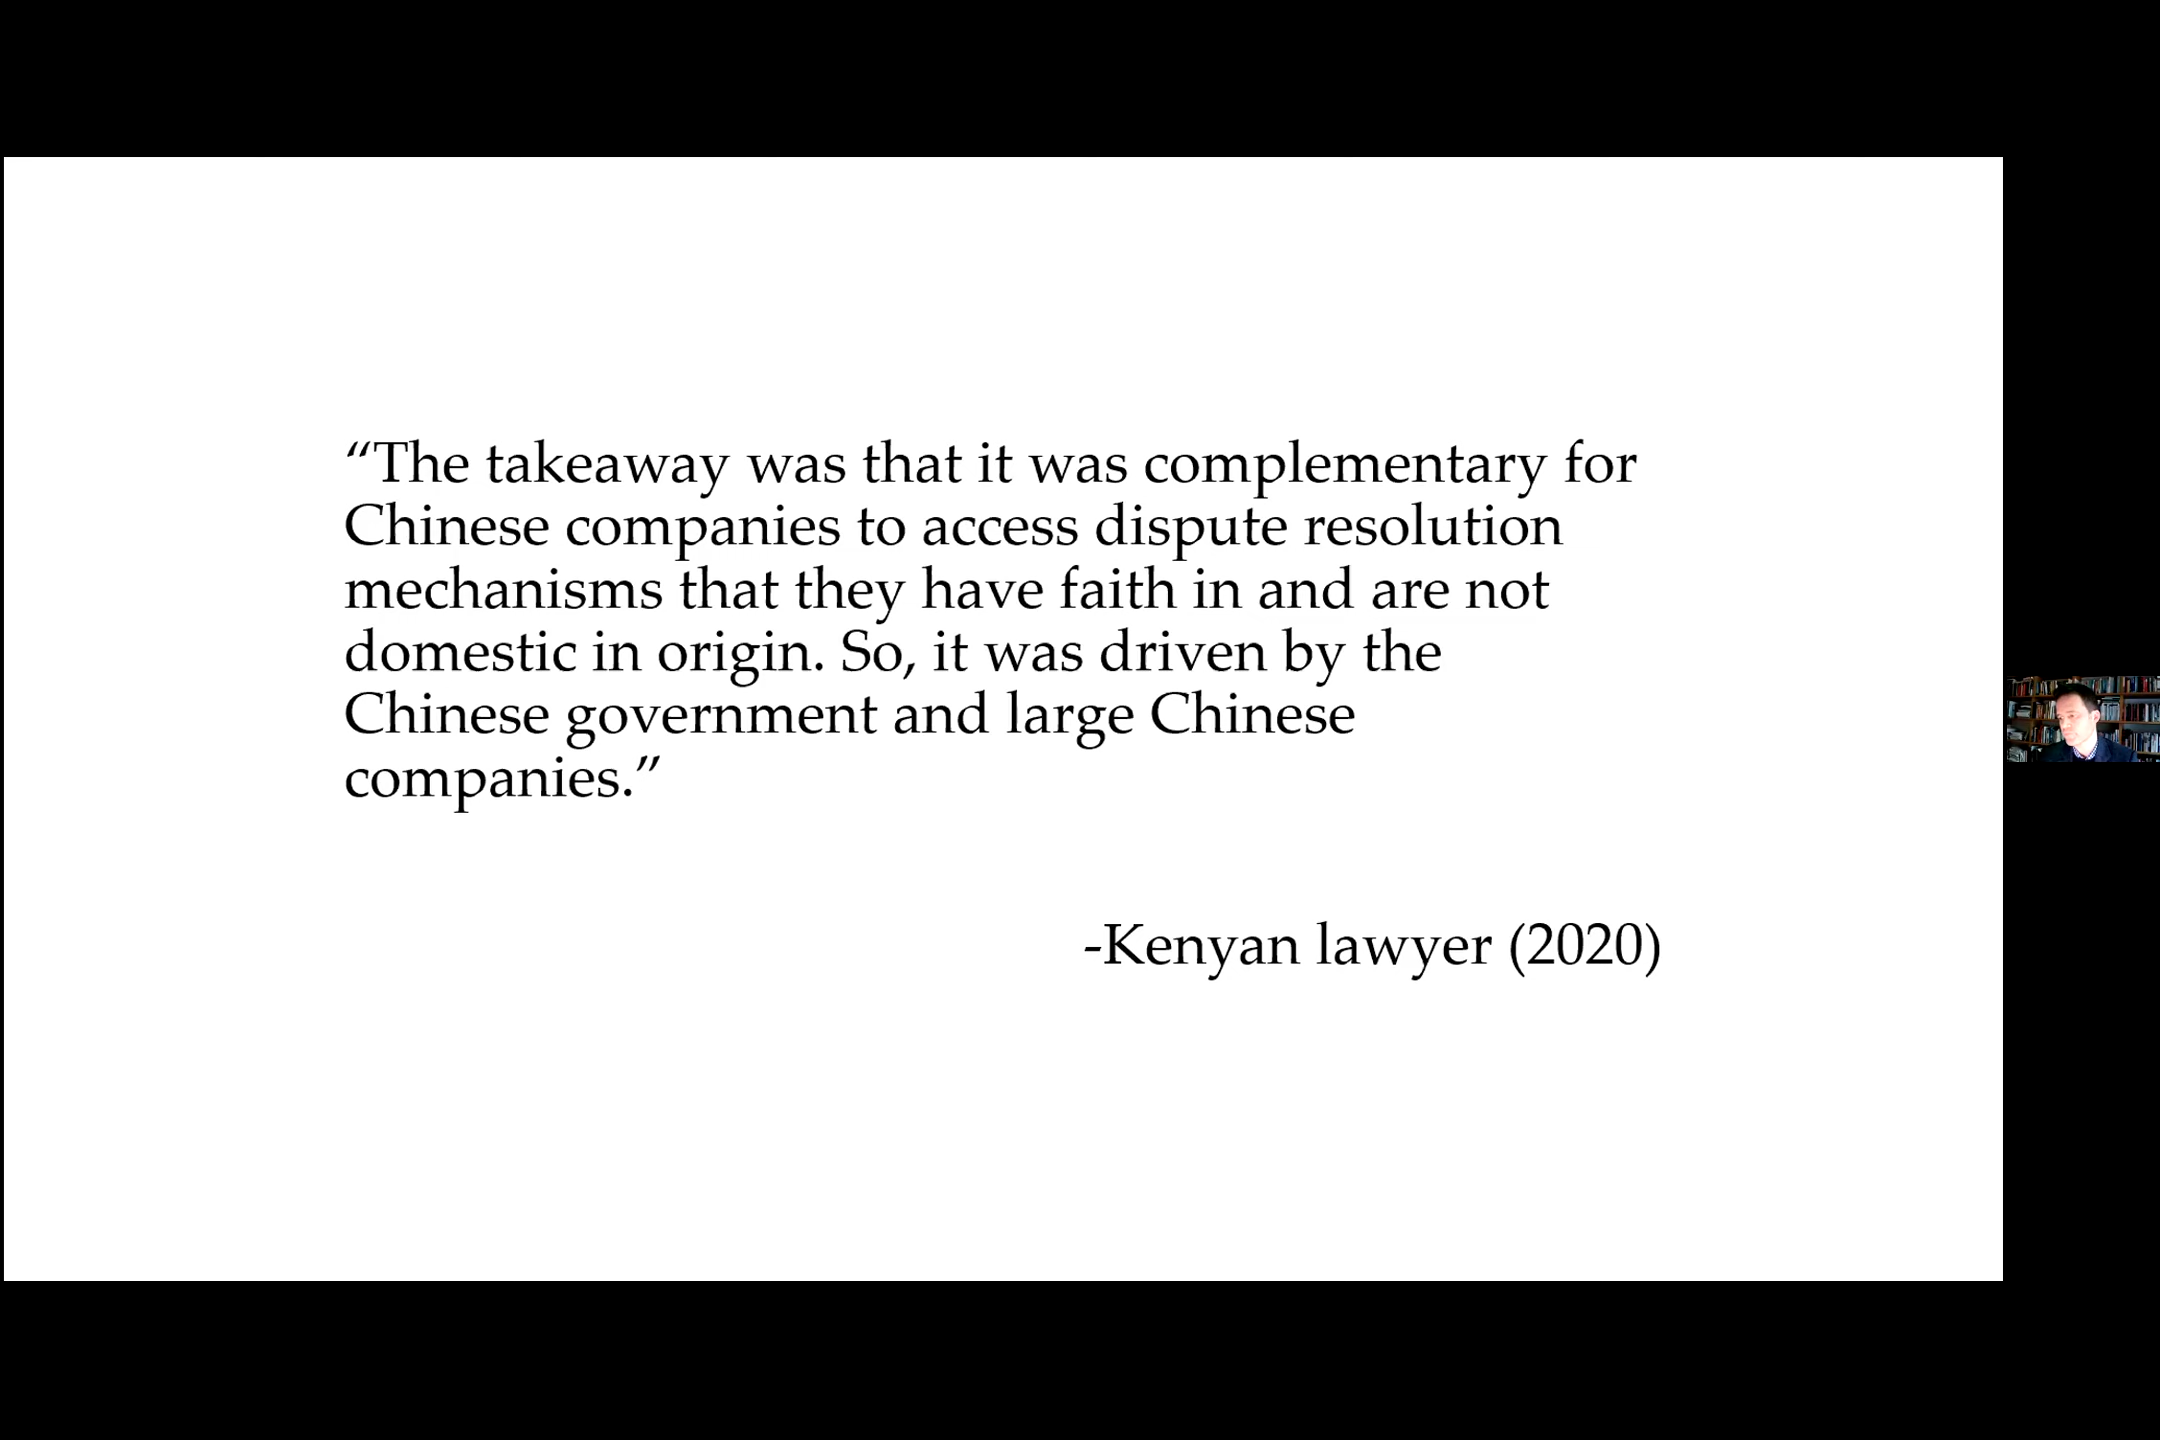 “The takeaway was that it was complementary for
Chinese companies to access dispute resolution
mechanisms that they have faith in and are not
domestic in origin. So, it was driven by the
Chinese government and large Chinese
companies.”
-Kenyan lawyer (2020)